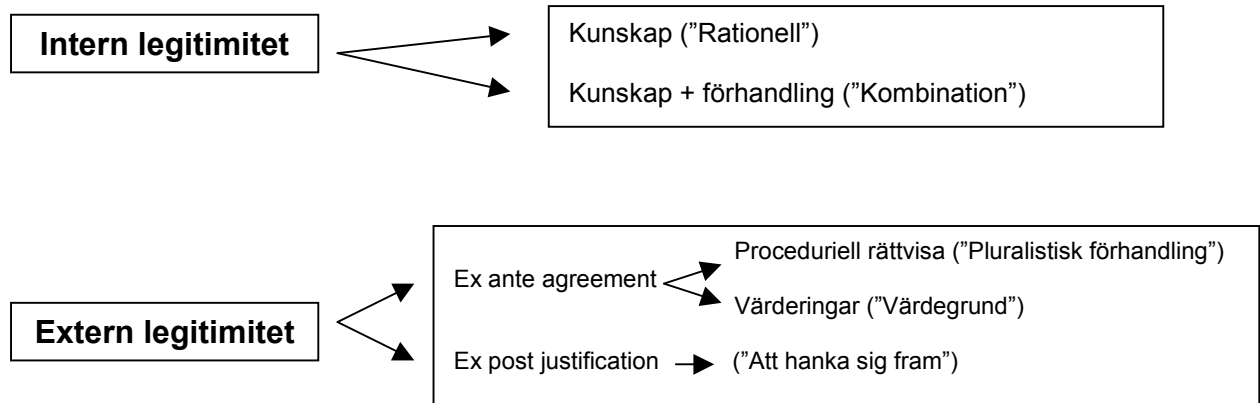 Intern legitimitet
Kunskap (”Rationell”)
Kunskap + förhandling (”Kombination”)
Extern legitimitet
Ex ante agreement
Proceduriell rättvisa (”Pluralistisk förhandling”)
Värderingar (”Värdegrund”)
Ex post justification
(”Att hanka sig fram”)